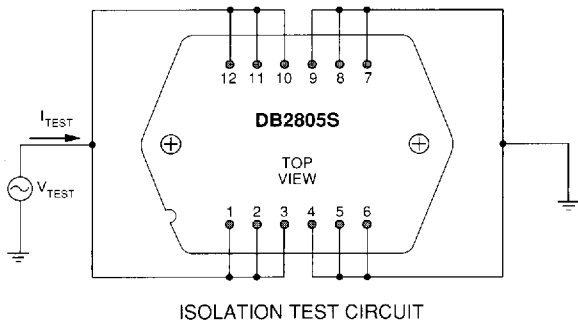 12 11 10 9 8 7
DB2805S
I TEST
TOP
VIEW
V TEST
1 2 3 4 5 6
ISOLATION TEST CIRCUIT